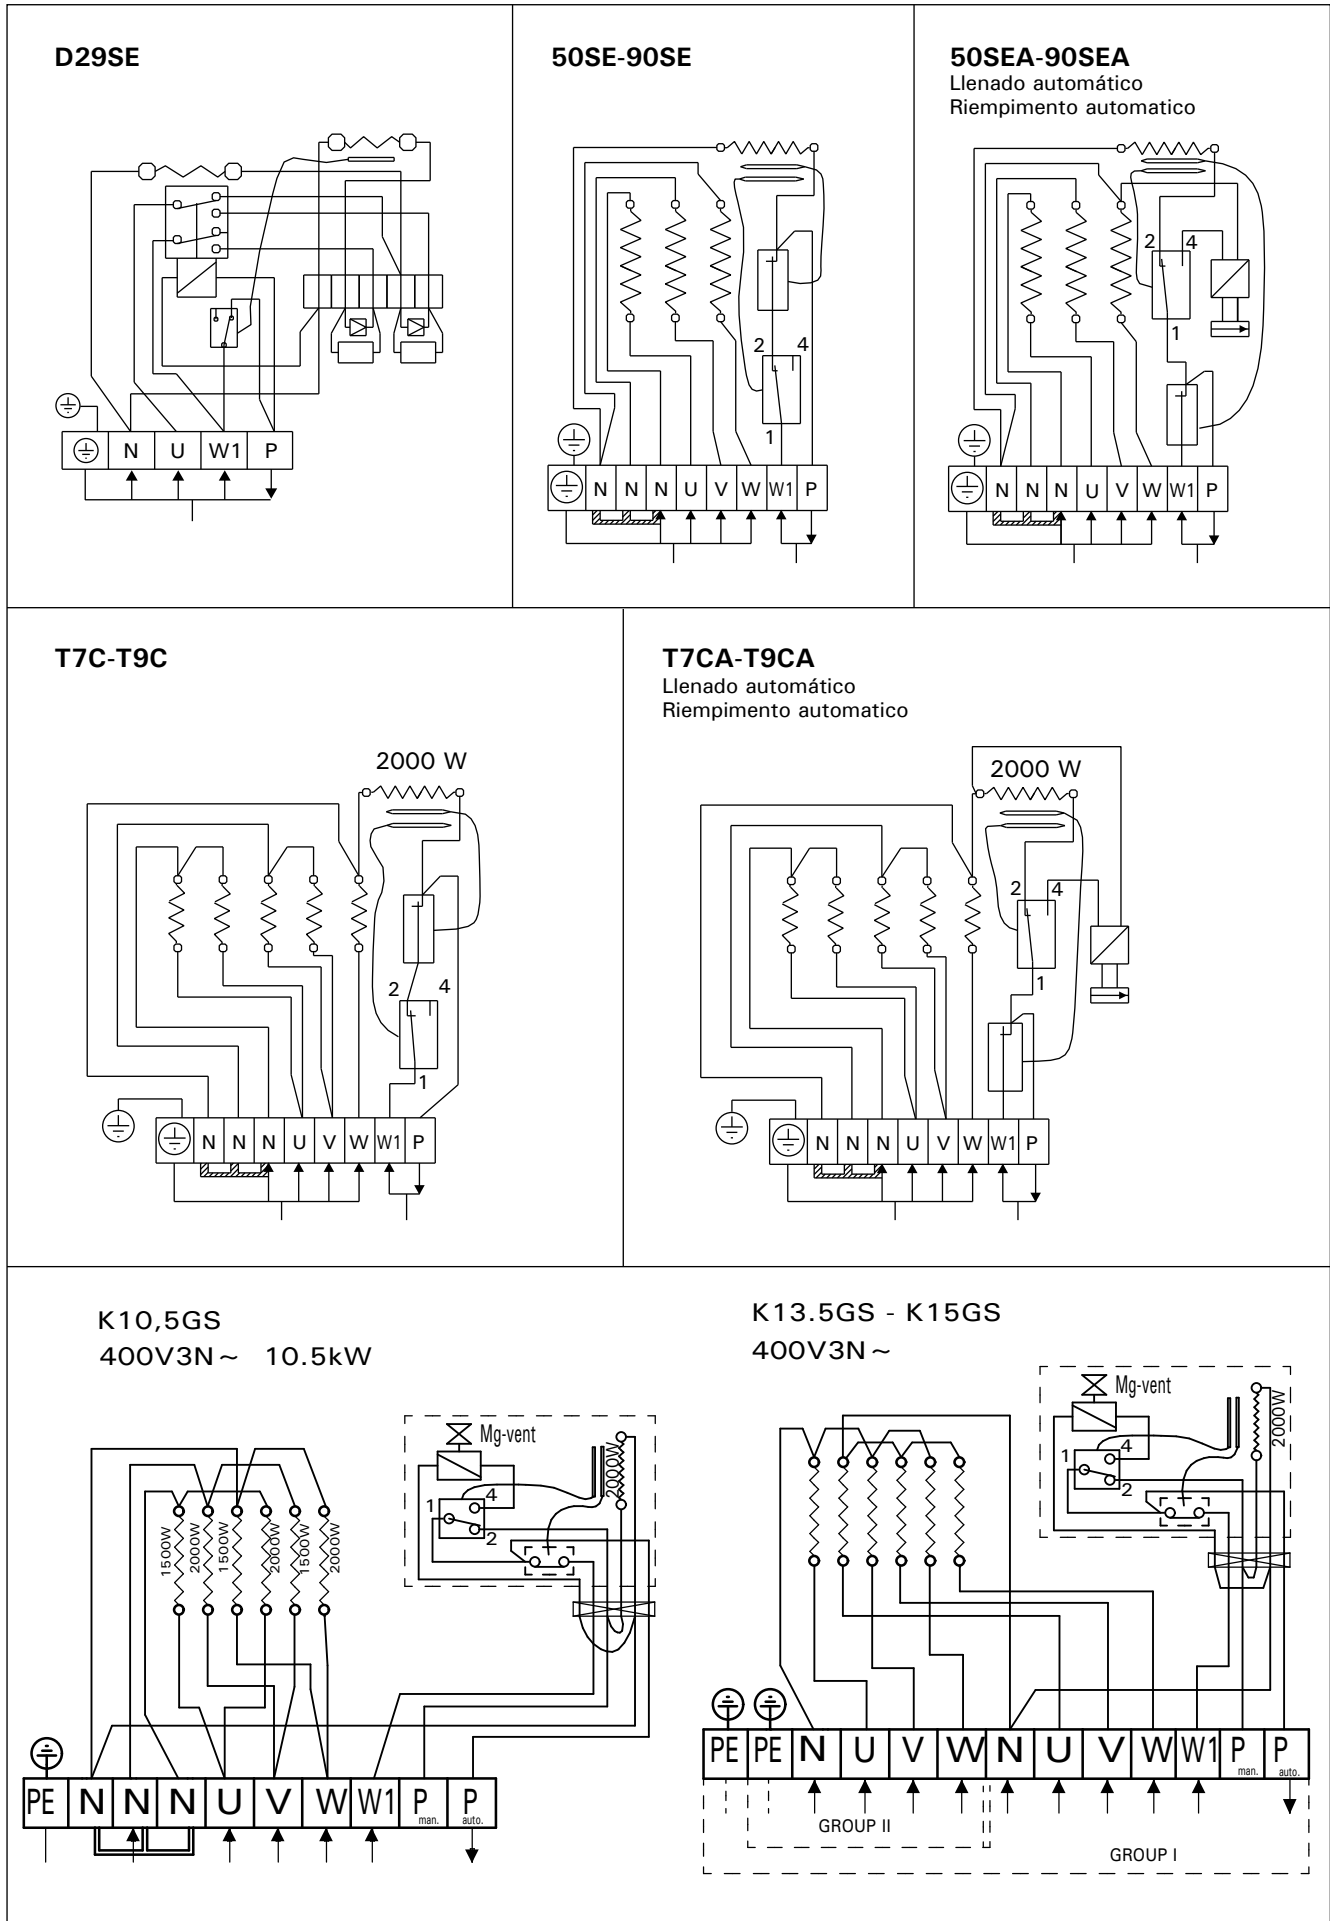 D29SE
N U W1 P
50SE-90SE
2 4
1
N N N U V W W1 P
50SEA-90SEA
Llenado automático
Riempimento automatico
2 4
1
N N N U V W W1 P
T7C-T9C
2000 W
2 4
1
N N N U V W W1 P
T7CA-T9CA
Llenado automático
Riempimento automatico
2000 W
2 4
1
N N N U V W W1 P
K10,5GS
400V3N~ 10.5kW
Mg-vent
2000W
1 4
2
1500W 2000W 1500W 2000W 1500W 2000W
PE N N N U V W W1 P man. P auto.
K13.5GS - K15GS
400V3N~
Mg-vent
2000W
1 4
2
PE PE N U V W N U V W W1 P man. P auto.
GROUP II
GROUP I